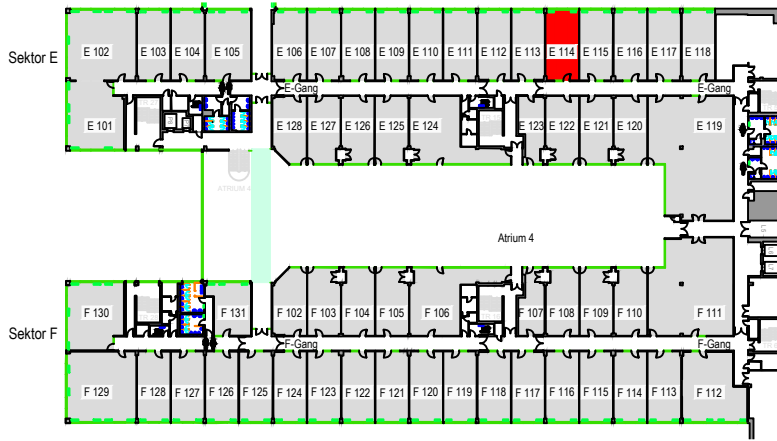 E 102 E 103 E 104 E 105 E 106 E 107 E 108 E 109 E 110 E 111 E 112 E 113 E 114 E 115 E 116 E 117 E 118
Sektor E
E-Gang E-Gang
E 101 E 128 E 127 E 126 E 125 E 124 E 123 E 122 E 121 E 120 E 119
ATRIUM 4
Atrium 4
F 130 F 131 F 102 F 103 F 104 F 105 F 106 F 107 F 108 F 109 F 110 F 111
Sektor F
F-Gang F-Gang
F 129 F 128 F 127 F 126 F 125 F 124 F 123 F 122 F 121 F 120 F 119 F 118 F 117 F 116 F 115 F 114 F 113 F 112